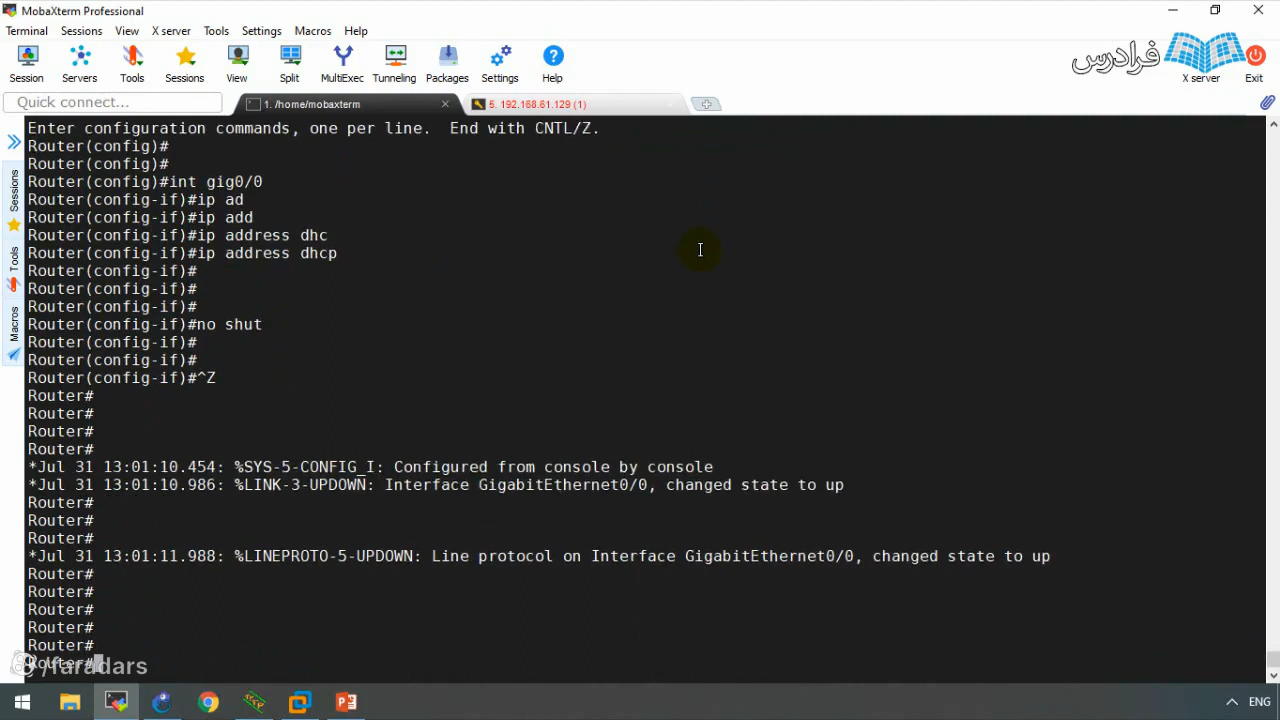 MobaXterm Professional
Terminal Sessions View X server Tools Settings Macros Help
فرادرس
Session Servers Tools Sessions View Split MultiExec Tunneling Packages Settings Help X server Exit
Quick connect...
1. /home/mobaxterm
5. 192.168.61.129 (1)
Sessions
Tools
Macros
Enter configuration commands, one per line.  End with CNTL/Z.
Router(config)#
Router(config)#
Router(config)#int gig0/0
Router(config-if)#ip ad
Router(config-if)#ip add
Router(config-if)#ip address dhc
Router(config-if)#ip address dhcp
Router(config-if)#
Router(config-if)#
Router(config-if)#
Router(config-if)#no shut
Router(config-if)#
Router(config-if)#
Router(config-if)#^Z
Router#
Router#
Router#
Router#
*Jul 31 13:01:10.454: %SYS-5-CONFIG_I: Configured from console by console
*Jul 31 13:01:10.986: %LINK-3-UPDOWN: Interface GigabitEthernet0/0, changed state to up
Router#
Router#
Router#
*Jul 31 13:01:11.988: %LINEPROTO-5-UPDOWN: Line protocol on Interface GigabitEthernet0/0, changed state to up
Router#
Router#
Router#
Router#
Router#
Router#
/faradars
ENG